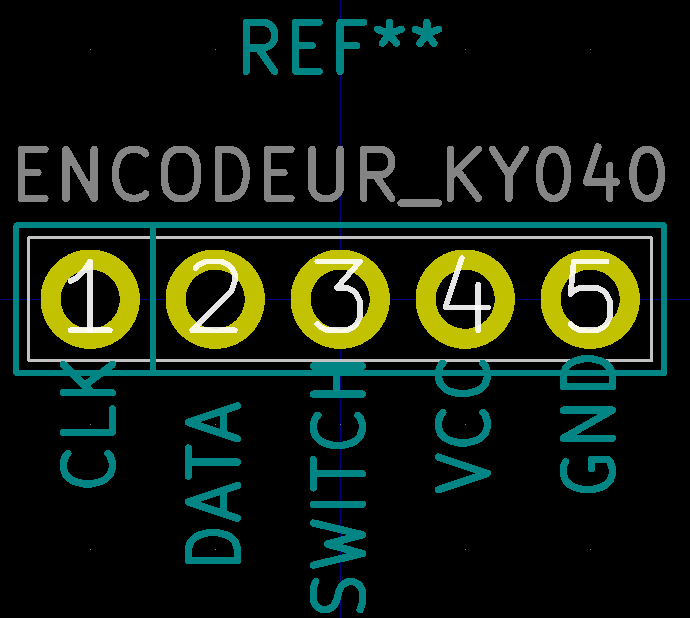 REF**
ENCODEUR_KY040
1 2 3 4 5
CLK
DATA
SWITCH
VCC
GND